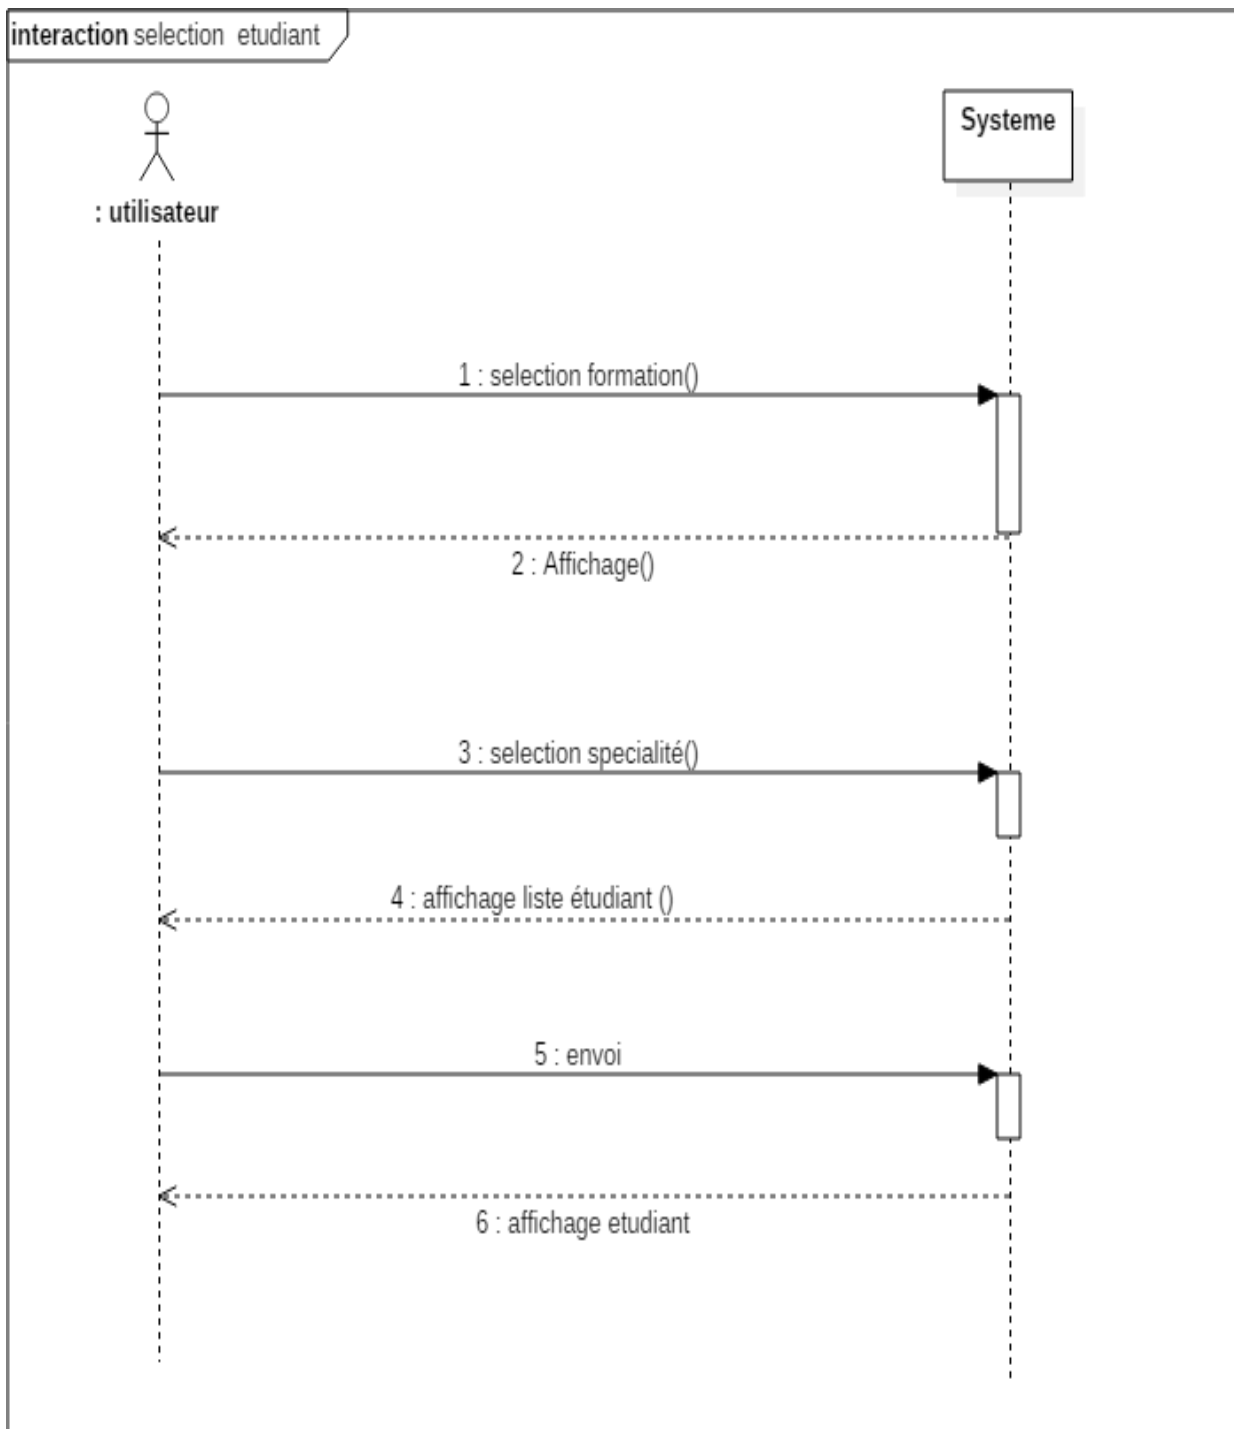 interaction selection etudiant
Systeme
: utilisateur
1 : selection formation()
2 : Affichage()
3 : selection specialité()
4 : affichage liste étudiant ()
5 : envoi
6 : affichage etudiant